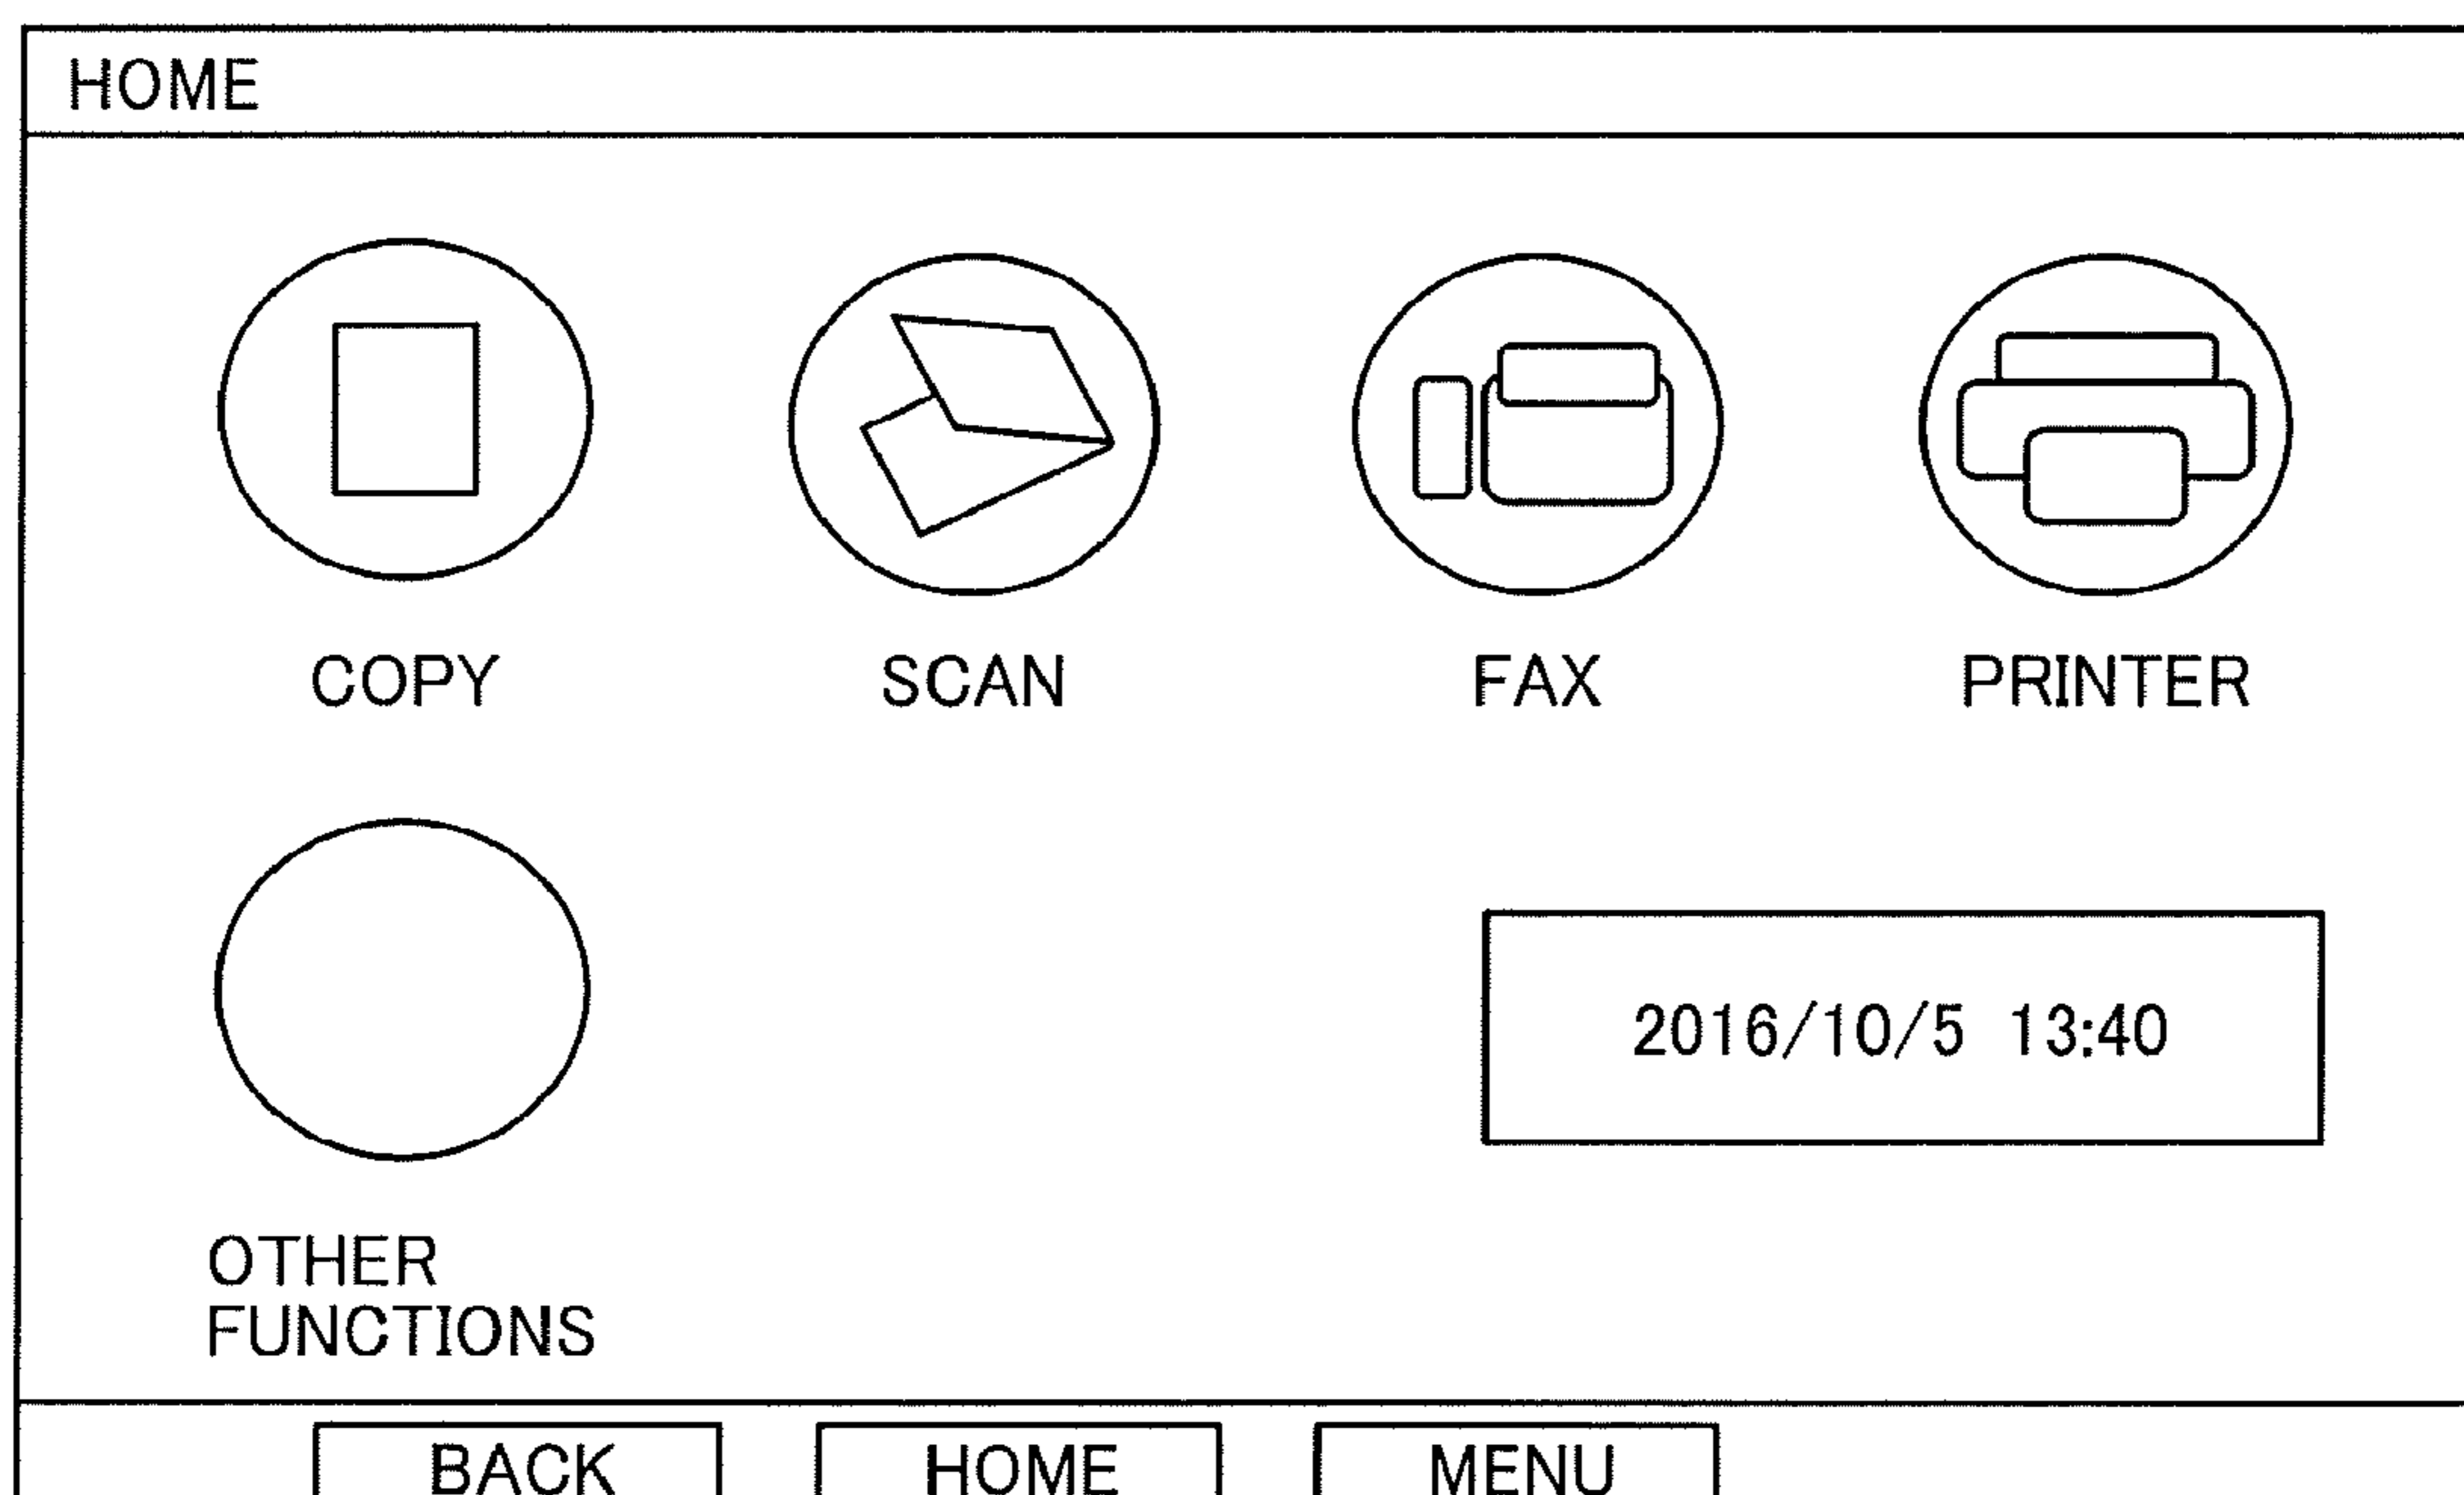 HOME
COPY
SCAN
FAX
PRINTER
2016/10/5 13:40
OTHER
FUNCTIONS
BACK
HOME
MENU